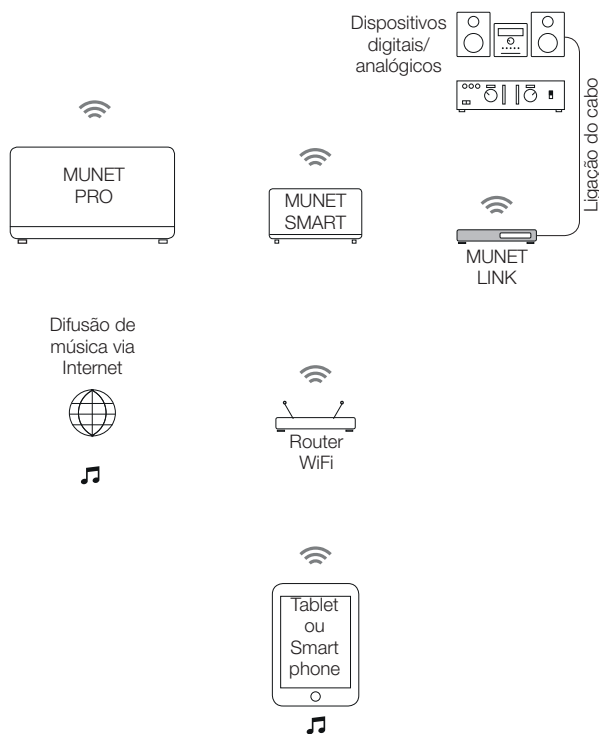 Dispositivos
digitais/
analógicos
Ligação do cabo
MUNET
PRO
MUNET
SMART
MUNET
LINK
Difusão de
música via
Internet
Router
WiFi
Tablet
ou
Smart
phone